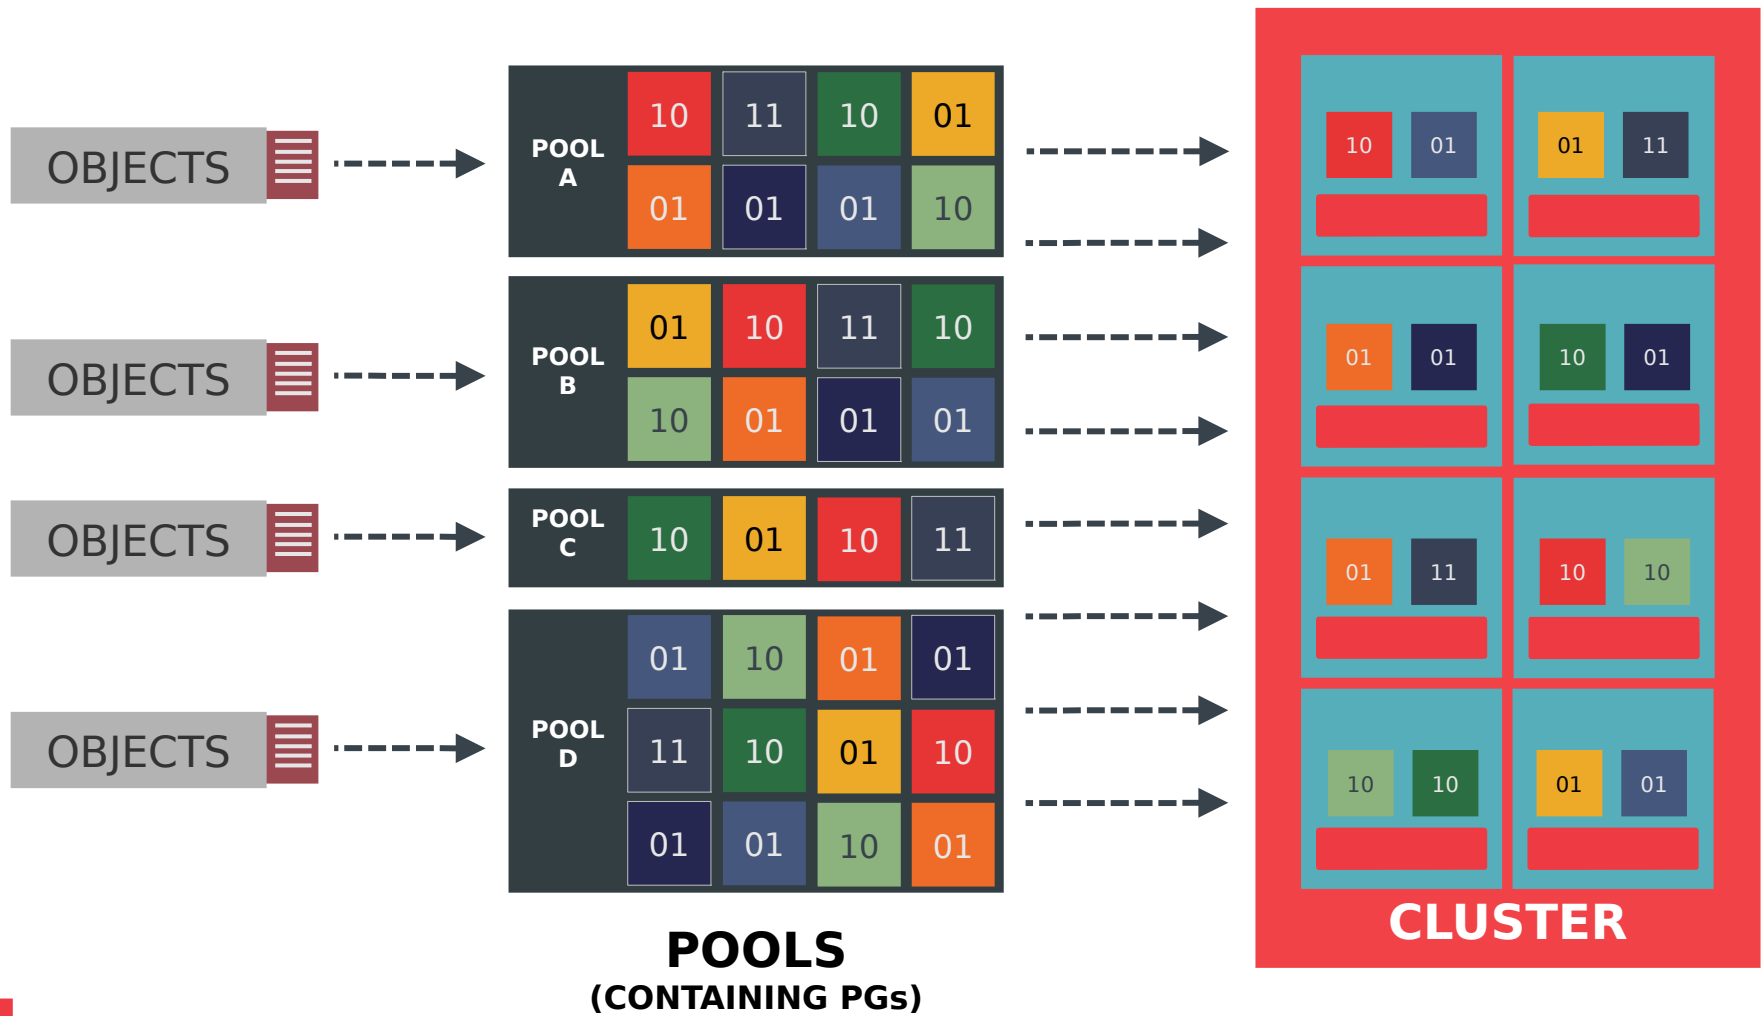 OBJECTS
OBJECTS
OBJECTS
OBJECTS
POOL
A
10 11 10 01
01 01 01 10
POOL
B
01 10 11 10
10 01 01 01
POOL
C
10 01 10 11
POOL
D
01 10 01 01
11 10 01 10
01 01 10 01
POOLS
(CONTAINING PGs)
10 01 01 11
01 01 10 01
01 11 10 10
10 10 01 01
CLUSTER